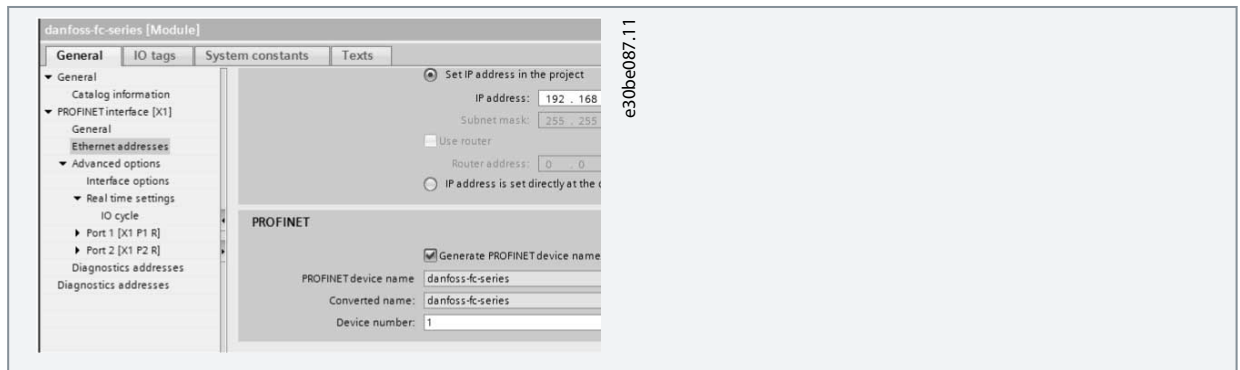 danfoss-fc-series [Module]
General IO tags System constants Texts
General
Catalog information
PROFINET interface [X1]
General
Ethernet addresses
Advanced options
Interface options
Real time settings
IO cycle
Port 1 [X1 P1 R]
Port 2 [X1 P2 R]
Diagnostics addresses
Diagnostics addresses
Set IP address in the project
IP address: 192 . 168
Subnet mask: 255 . 255
Use router
Router address: 0 . 0
IP address is set directly at the
PROFINET
Generate PROFINET device name
PROFINET device name danfoss-fc-series
Converted name: danfoss-fc-series
Device number: 1
e30be087.11